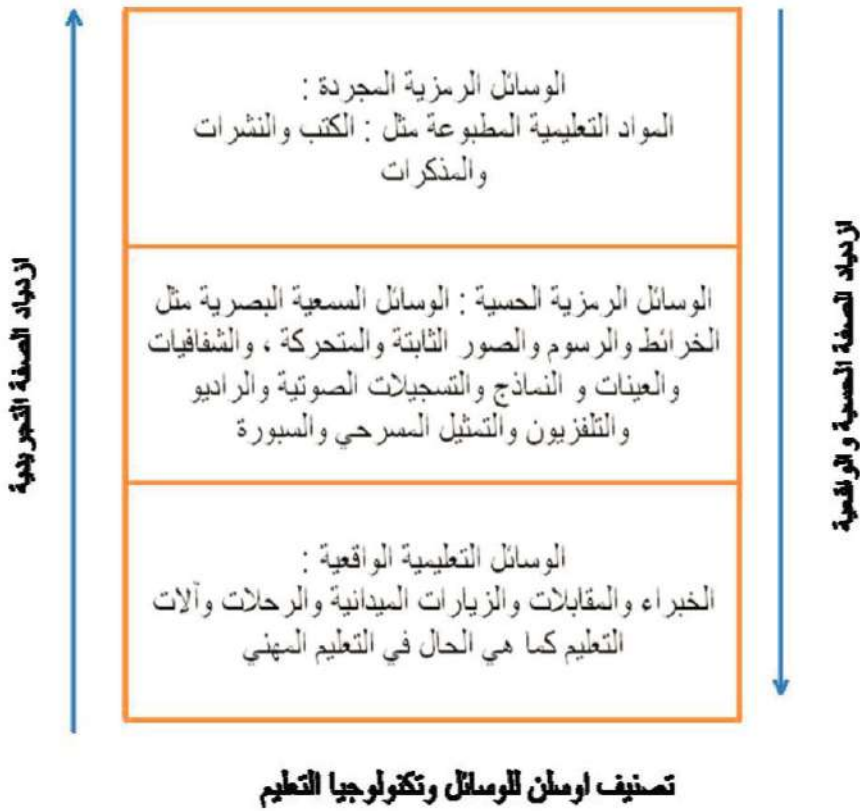 الوسائل الرمزية المجردة :
المواد التعليمية المطبوعة مثل : الكتب والنشرات
والمذكرات
ازدياد الصفة الحسية والواقعية
ازدياد الصفة التجريدية
الوسائل الرمزية الحسية : الوسائل السمعية البصرية مثل
الخرائط والرسوم والصور الثابتة والمتحركة ، والشفافيات
والعينات و النماذج والتسجيلات الصوتية والراديو
والتلفزيون والتمثيل المسرحي والسبورة
الوسائل التعليمية الواقعية :
الخبراء والمقابلات والزيارات الميدانية والرحلات وآلات
التعليم كما هي الحال في التعليم المهني
تصنيف اوسلن للوسائل وتكنولوجيا التعليم